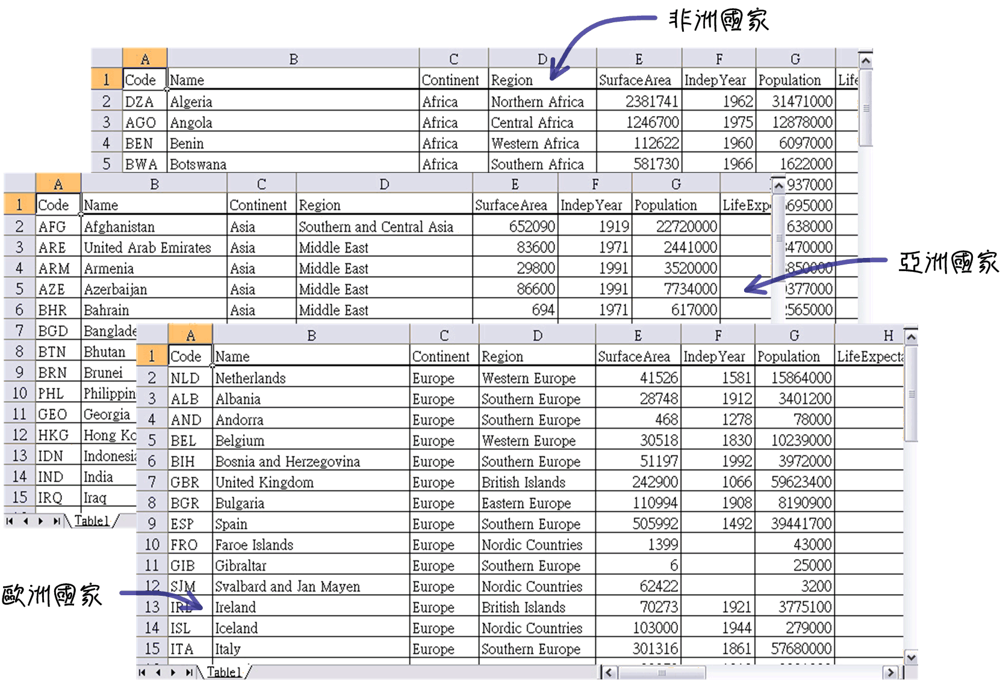 非洲國家
A B C D E F G
1 Code Name Continent Region SurfaceArea IndepYear Population Life
2 DZA Algeria Africa Northern Africa 2381741 1962 31471000
3 AGO Angola Africa Central Africa 1246700 1975 12878000
4 BEN Benin Africa Western Africa 112622 1960 6097000
5 BWA Botswana Africa Southern Africa 581730 1966 1622000
A B C D E F G
937000
1 Code Name Continent Region SurfaceArea IndepYear Population LifeExp
695000
2 AFG Afghanistan Asia Southern and Central Asia 652090 1919 22720000
638000
3 ARE United Arab Emirates Asia Middle East 83600 1971 2441000
470000
4 ARM Armenia Asia Middle East 29800 1991 3520000
850000
亞洲國家
5 AZE Azerbaijan Asia Middle East 86600 1991 7734000
377000
6 BHR Bahrain Asia Middle East 694 1971 617000
565000
7 BGD Banglade
8 BTN Bhutan
9 BRN Brunei
10 PHL Philippin
11 GEO Georgia
12 HKG Hong Ko
13 IDN Indonesia
14 IND India
15 IRQ Iraq
Table1
A B C D E F G H
1 Code Name Continent Region SurfaceArea IndepYear Population LifeExpecta
2 NLD Netherlands Europe Western Europe 41526 1581 15864000
3 ALB Albania Europe Southern Europe 28748 1912 3401200
4 AND Andorra Europe Southern Europe 468 1278 78000
5 BEL Belgium Europe Western Europe 30518 1830 10239000
6 BIH Bosnia and Herzegovina Europe Southern Europe 51197 1992 3972000
7 GBR United Kingdom Europe British Islands 242900 1066 59623400
8 BGR Bulgaria Europe Eastern Europe 110994 1908 8190900
9 ESP Spain Europe Southern Europe 505992 1492 39441700
10 FRO Faroe Islands Europe Nordic Countries 1399 43000
11 GIB Gibraltar Europe Southern Europe 6 25000
12 SJM Svalbard and Jan Mayen Europe Nordic Countries 62422 3200
歐洲國家
13 IRL Ireland Europe British Islands 70273 1921 3775100
14 ISL Iceland Europe Nordic Countries 103000 1944 279000
15 ITA Italy Europe Southern Europe 301316 1861 57680000
Table1